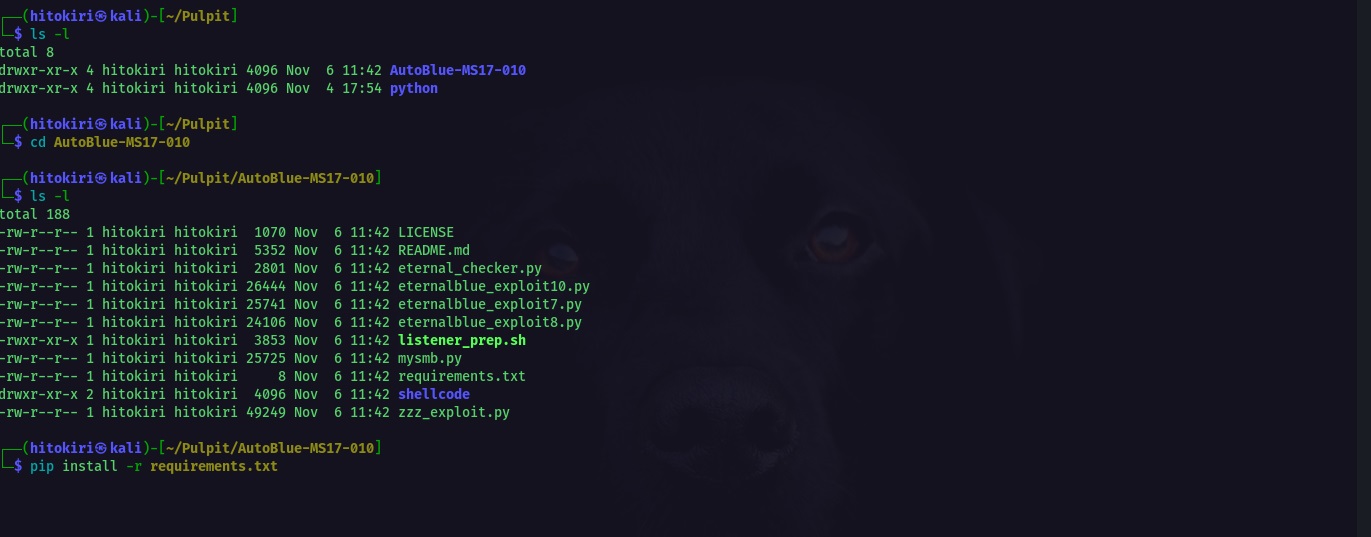 (hitokiri㉿kali)-[~/Pulpit]
$ ls -l
total 8
drwxr-xr-x 4 hitokiri hitokiri 4096 Nov  6 11:42 AutoBlue-MS17-010
drwxr-xr-x 4 hitokiri hitokiri 4096 Nov  4 17:54 python
(hitokiri㉿kali)-[~/Pulpit]
$ cd AutoBlue-MS17-010
(hitokiri㉿kali)-[~/Pulpit/AutoBlue-MS17-010]
$ ls -l
total 188
-rw-r--r-- 1 hitokiri hitokiri  1070 Nov  6 11:42 LICENSE
-rw-r--r-- 1 hitokiri hitokiri  5352 Nov  6 11:42 README.md
-rw-r--r-- 1 hitokiri hitokiri  2801 Nov  6 11:42 eternal_checker.py
-rw-r--r-- 1 hitokiri hitokiri 26444 Nov  6 11:42 eternalblue_exploit10.py
-rw-r--r-- 1 hitokiri hitokiri 25741 Nov  6 11:42 eternalblue_exploit7.py
-rw-r--r-- 1 hitokiri hitokiri 24106 Nov  6 11:42 eternalblue_exploit8.py
-rwxr-xr-x 1 hitokiri hitokiri  3853 Nov  6 11:42 listener_prep.sh
-rw-r--r-- 1 hitokiri hitokiri 25725 Nov  6 11:42 mysmb.py
-rw-r--r-- 1 hitokiri hitokiri     8 Nov  6 11:42 requirements.txt
drwxr-xr-x 2 hitokiri hitokiri  4096 Nov  6 11:42 shellcode
-rw-r--r-- 1 hitokiri hitokiri 49249 Nov  6 11:42 zzz_exploit.py
(hitokiri㉿kali)-[~/Pulpit/AutoBlue-MS17-010]
$ pip install -r requirements.txt